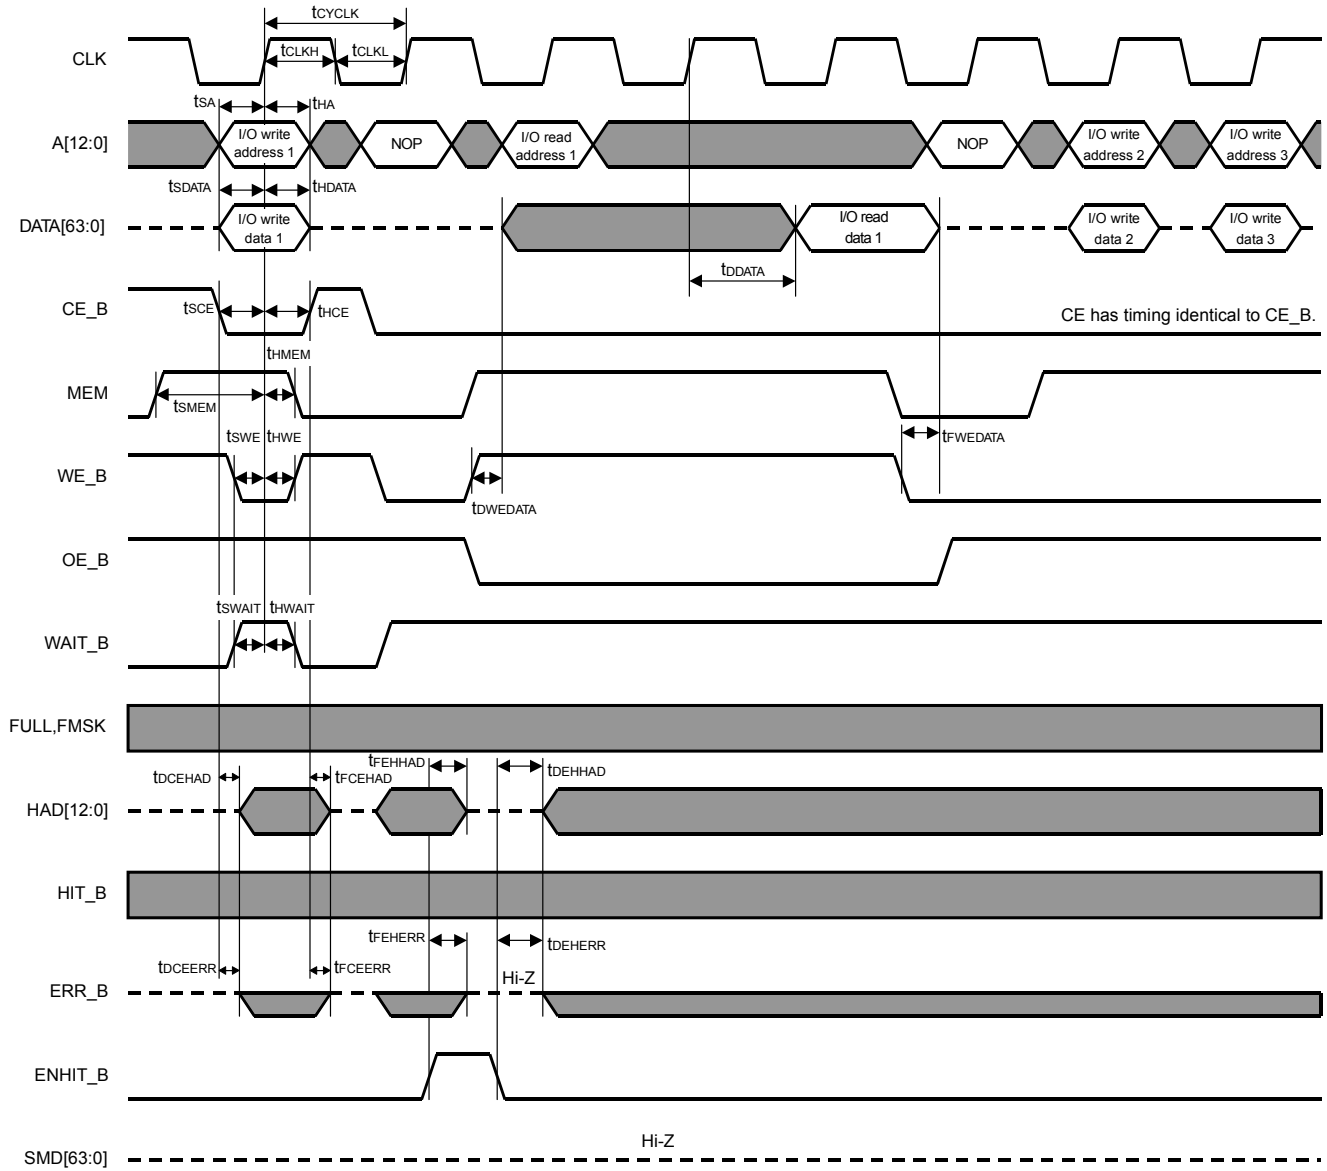 tCYCLK
CLK
tCLKH
tCLKL
tSA
tHA
A[12:0]
I/O write
address 1
NOP
I/O read
address 1
NOP
I/O write
address 2
I/O write
address 3
tSDATA
tHDATA
DATA[63:0]
I/O write
data 1
I/O read
data 1
I/O write
data 2
I/O write
data 3
tDDATA
CE_B
tSCE
tHCE
CE has timing identical to CE_B.
tHMEM
MEM
tSMEM
tSWE
tHWE
tFWEDATA
WE_B
tDWEDATA
OE_B
tSWAIT
tHWAIT
WAIT_B
FULL,FMSK
tFEHHAD
tDEHHAD
tDCEHAD
tFCEHAD
HAD[12:0]
HIT_B
tFEHERR
tDEHERR
tDCEERR
tFCEERR
Hi-Z
ERR_B
ENHIT_B
Hi-Z
SMD[63:0]